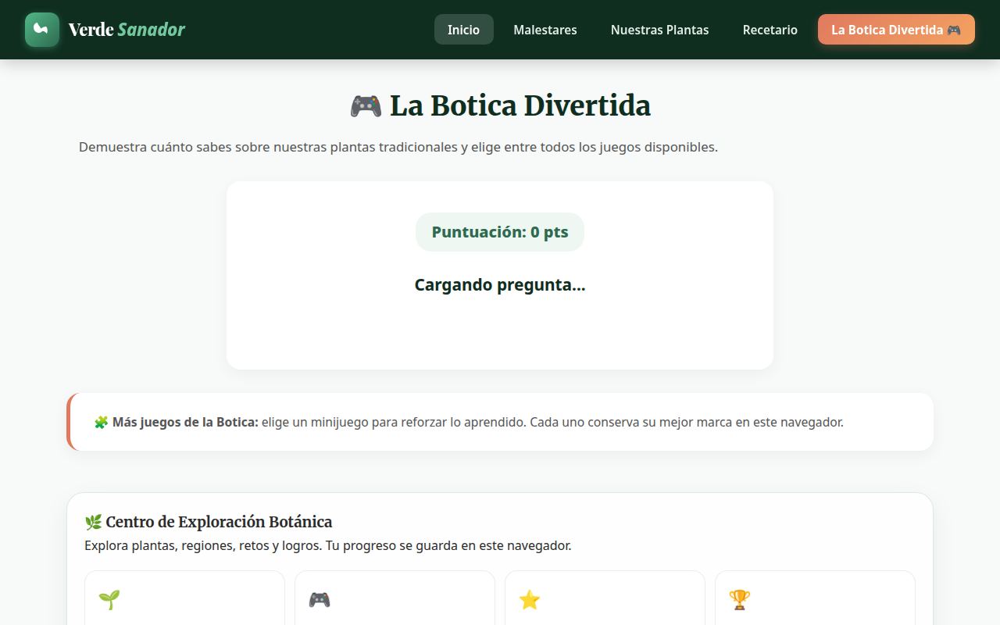 Verde Sanador
Inicio
Malestares
Nuestras Plantas
Recetario
La Botica Divertida 🎮
🎮 La Botica Divertida
Demuestra cuánto sabes sobre nuestras plantas tradicionales y elige entre todos los juegos disponibles.
Puntuación: 0 pts
Cargando pregunta...
🧩 Más juegos de la Botica: elige un minijuego para reforzar lo aprendido. Cada uno conserva su mejor marca en este navegador.
🌿 Centro de Exploración Botánica
Explora plantas, regiones, retos y logros. Tu progreso se guarda en este navegador.